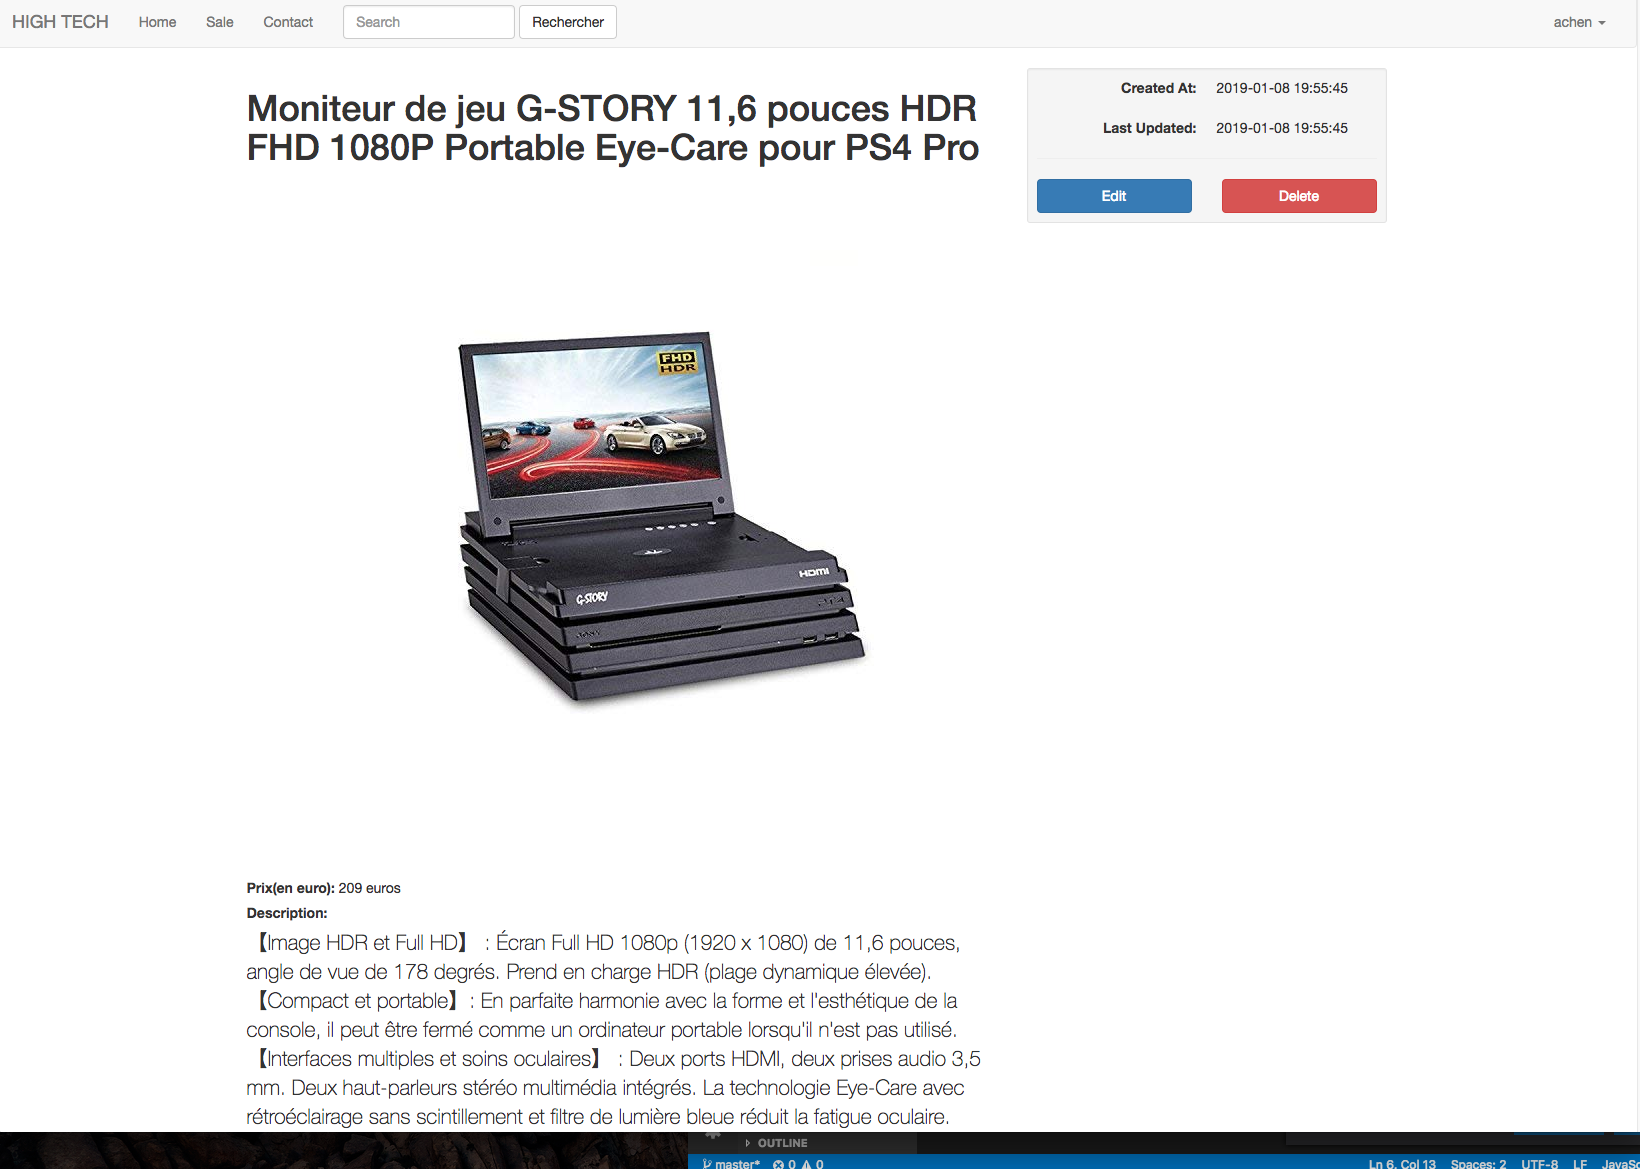 HIGH TECH Home Sale Contact Search Rechercher achen
Moniteur de jeu G-STORY 11,6 pouces HDR
FHD 1080P Portable Eye-Care pour PS4 Pro
Created At: 2019-01-08 19:55:45
Last Updated: 2019-01-08 19:55:45
Edit Delete
FHD
HDR
HDMI
G-STORY
PS4
SONY
Prix(en euro): 209 euros
Description:
【Image HDR et Full HD】 : Écran Full HD 1080p (1920 x 1080) de 11,6 pouces,
angle de vue de 178 degrés. Prend en charge HDR (plage dynamique élevée).
【Compact et portable】 : En parfaite harmonie avec la forme et l'esthétique de la
console, il peut être fermé comme un ordinateur portable lorsqu'il n'est pas utilisé.
【Interfaces multiples et soins oculaires】 : Deux ports HDMI, deux prises audio 3,5
mm. Deux haut-parleurs stéréo multimédia intégrés. La technologie Eye-Care avec
rétroéclairage sans scintillement et filtre de lumière bleue réduit la fatigue oculaire.
OUTLINE
master* 0 0 Ln 6, Col 13 Spaces: 2 UTF-8 LF JavaS